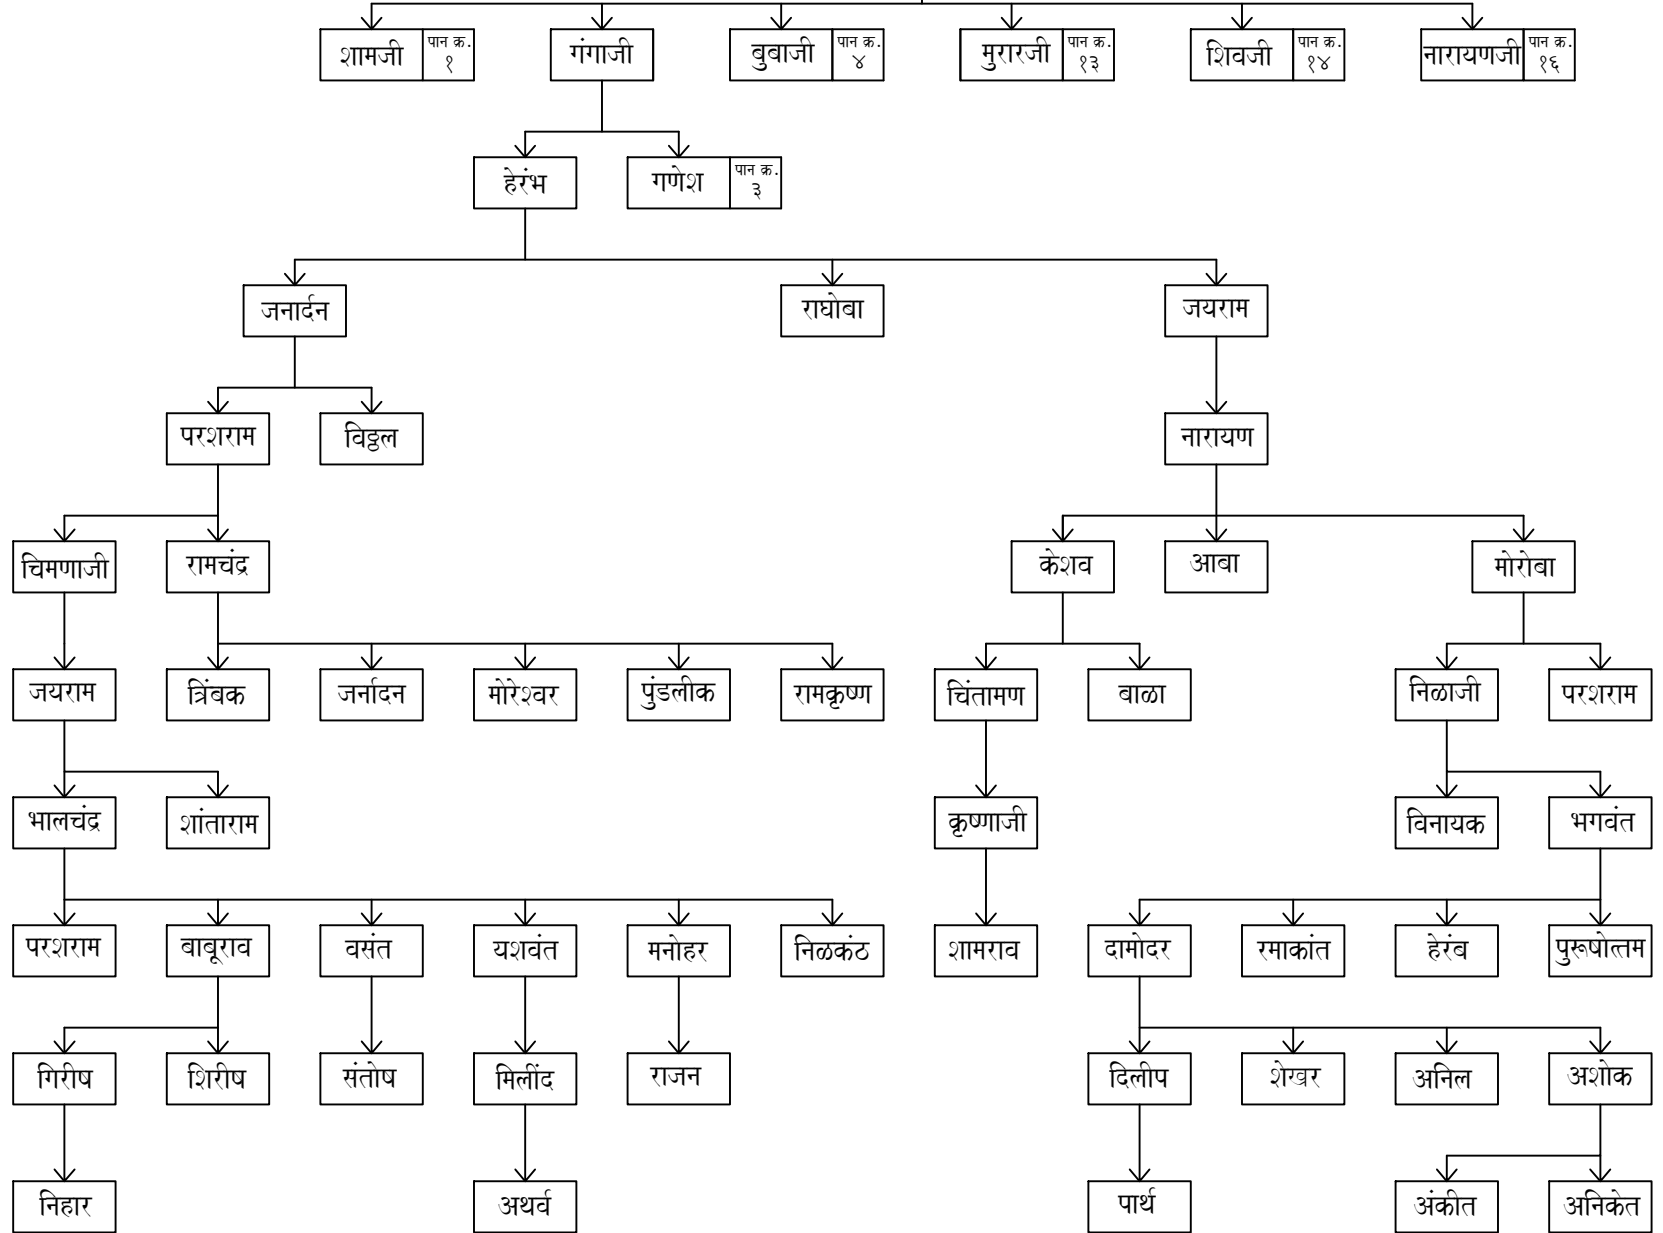 शामजी पान क्र. १ गंगाजी बुबाजी पान क्र. ४ मुरारजी पान क्र. १३ शिवजी पान क्र. १४ नारायणजी पान क्र. १६
हेरंभ गणेश पान क्र. ३
जनार्दन राघोबा जयराम
परशराम विठ्ठल नारायण
चिमणाजी रामचंद्र केशव आबा मोरोबा
जयराम त्रिंबक जर्नादन मोरेश्वर पुंडलीक रामकृष्ण चिंतामण बाळा निळाजी परशराम
भालचंद्र शांताराम कृष्णाजी विनायक भगवंत
परशराम बाबूराव वसंत यशवंत मनोहर निळकंठ शामराव दामोदर रमाकांत हेरंब पुरूषोत्तम
गिरीष शिरीष संतोष मिलींद राजन दिलीप शेखर अनिल अशोक
निहार अथर्व पार्थ अंकीत अनिकेत